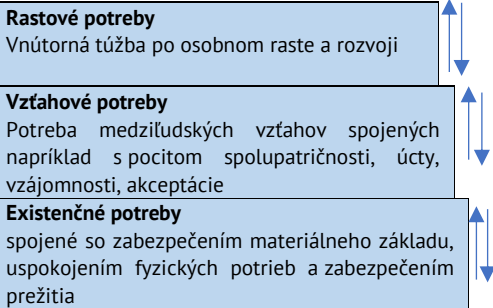 Rastové potreby
Vnútorná túžba po osobnom raste a rozvoji
Vzťahové potreby
Potreba medziľudských vzťahov spojených
napríklad s pocitom spolupatričnosti, úcty,
vzájomnosti, akceptácie
Existenčné potreby
spojené so zabezpečením materiálneho základu,
uspokojením fyzických potrieb a zabezpečením
prežitia